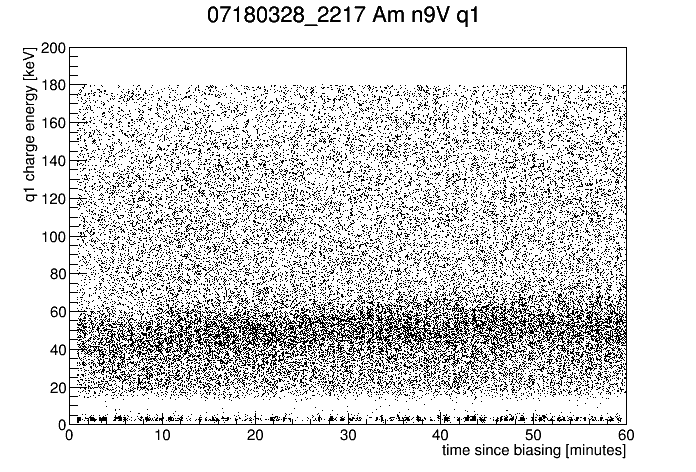 07180328_2217 Am n9V q1
q1 charge energy [keV]
200
180
160
140
120
100
80
60
40
20
0
0 10 20 30 40 50 60
time since biasing [minutes]